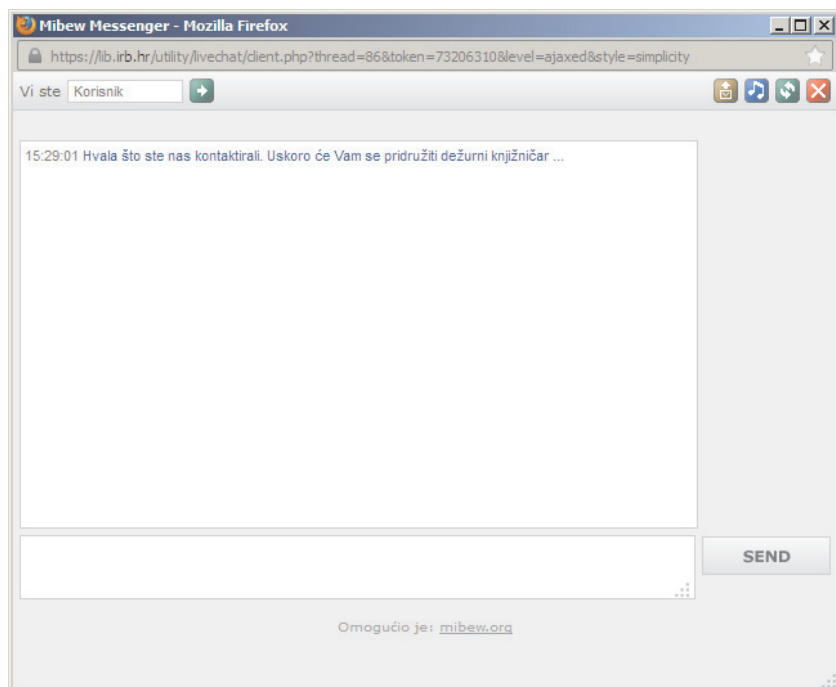 Mibew Messenger - Mozilla Firefox
https://lib.irb.hr/utility/livechat/client.php?thread=86&token=73206310&level=ajaxed&style=simplicity
Vi ste Korisnik
15:29:01 Hvala što ste nas kontaktirali. Uskoro će Vam se pridružiti dežurni knjižničar ...
SEND
Omogućio je: mibew.org